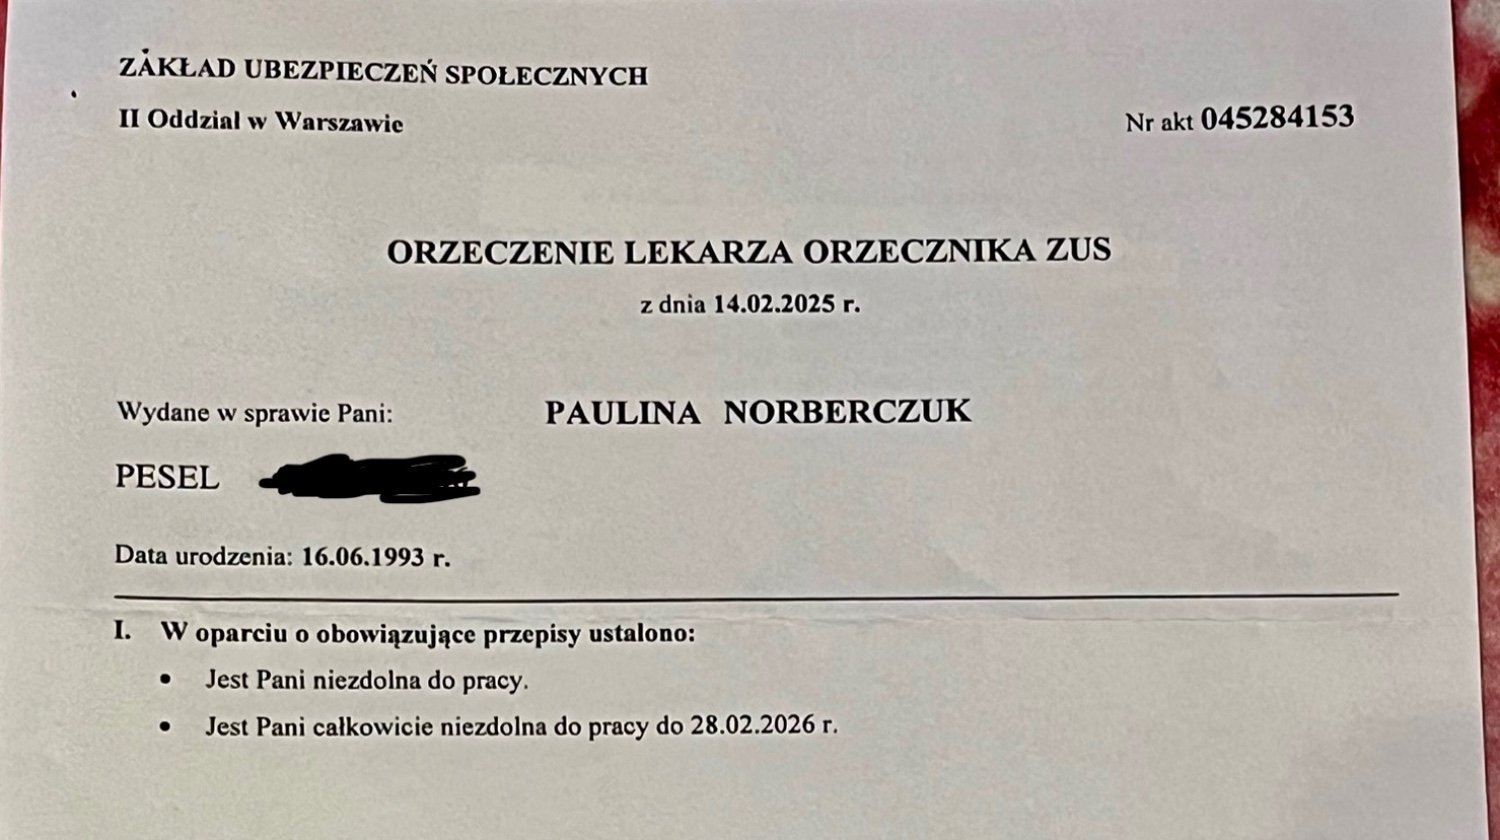 ZAKŁAD UBEZPIECZEŃ SPOŁECZNYCH
II Oddział w Warszawie
Nr akt 045284153
ORZECZENIE LEKARZA ORZECZNIKA ZUS
z dnia 14.02.2025 r.
Wydane w sprawie Pani: PAULINA NORBERCZUK
PESEL
Data urodzenia: 16.06.1993 r.
I. W oparciu o obowiązujące przepisy ustalono:
• Jest Pani niezdolna do pracy.
• Jest Pani całkowicie niezdolna do pracy do 28.02.2026 r.